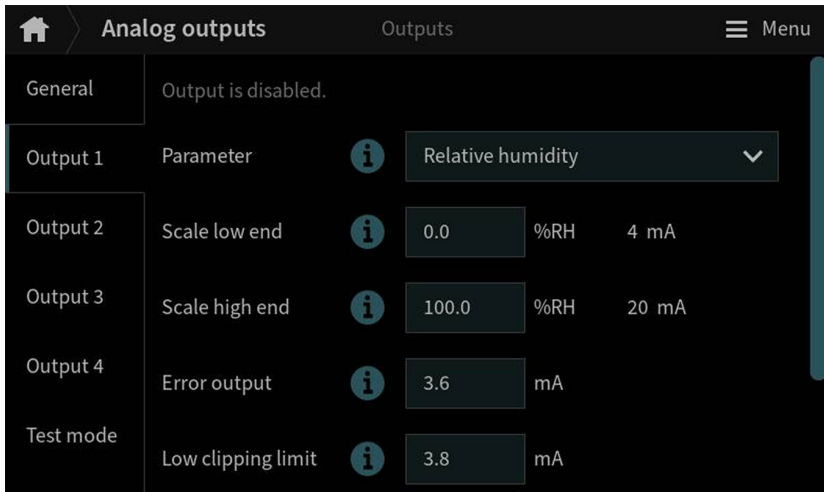 Analog outputs
Outputs
Menu
General
Output 1
Output 2
Output 3
Output 4
Test mode
Output is disabled.
Parameter
Relative humidity
Scale low end 0.0 %RH 4 mA
Scale high end 100.0 %RH 20 mA
Error output 3.6 mA
Low clipping limit 3.8 mA